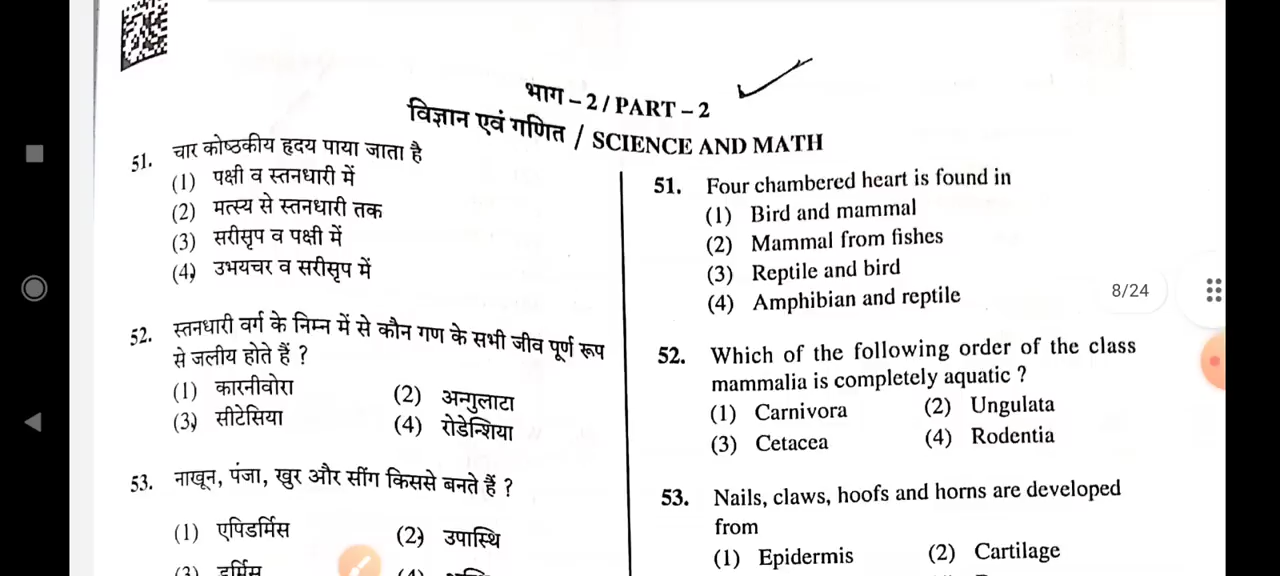 भाग – 2 / PART – 2
विज्ञान एवं गणित / SCIENCE AND MATH
51. चार कोष्ठकीय हृदय पाया जाता है
(1) पक्षी व स्तनधारी में
(2) मत्स्य से स्तनधारी तक
(3) सरीसृप व पक्षी में
(4) उभयचर व सरीसृप में
52. स्तनधारी वर्ग के निम्न में से कौन गण के सभी जीव पूर्ण रूप
से जलीय होते हैं ?
(1) कारनीवोरा (2) अन्गुलाटा
(3) सीटेसिया (4) रोडेन्शिया
53. नाखून, पंजा, खुर और सींग किससे बनते हैं ?
(1) एपिडर्मिस (2) उपास्थि
(3) डर्मिस (4)
51. Four chambered heart is found in
(1) Bird and mammal
(2) Mammal from fishes
(3) Reptile and bird
(4) Amphibian and reptile
52. Which of the following order of the class
mammalia is completely aquatic ?
(1) Carnivora (2) Ungulata
(3) Cetacea (4) Rodentia
53. Nails, claws, hoofs and horns are developed
from
(1) Epidermis (2) Cartilage
8/24